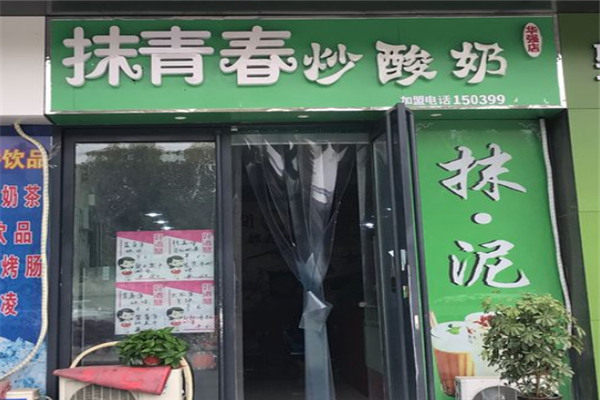 抹青春炒酸奶
华强店
加盟电话150399
饮品
奶茶
饮品
烤肠
凌
抹·泥